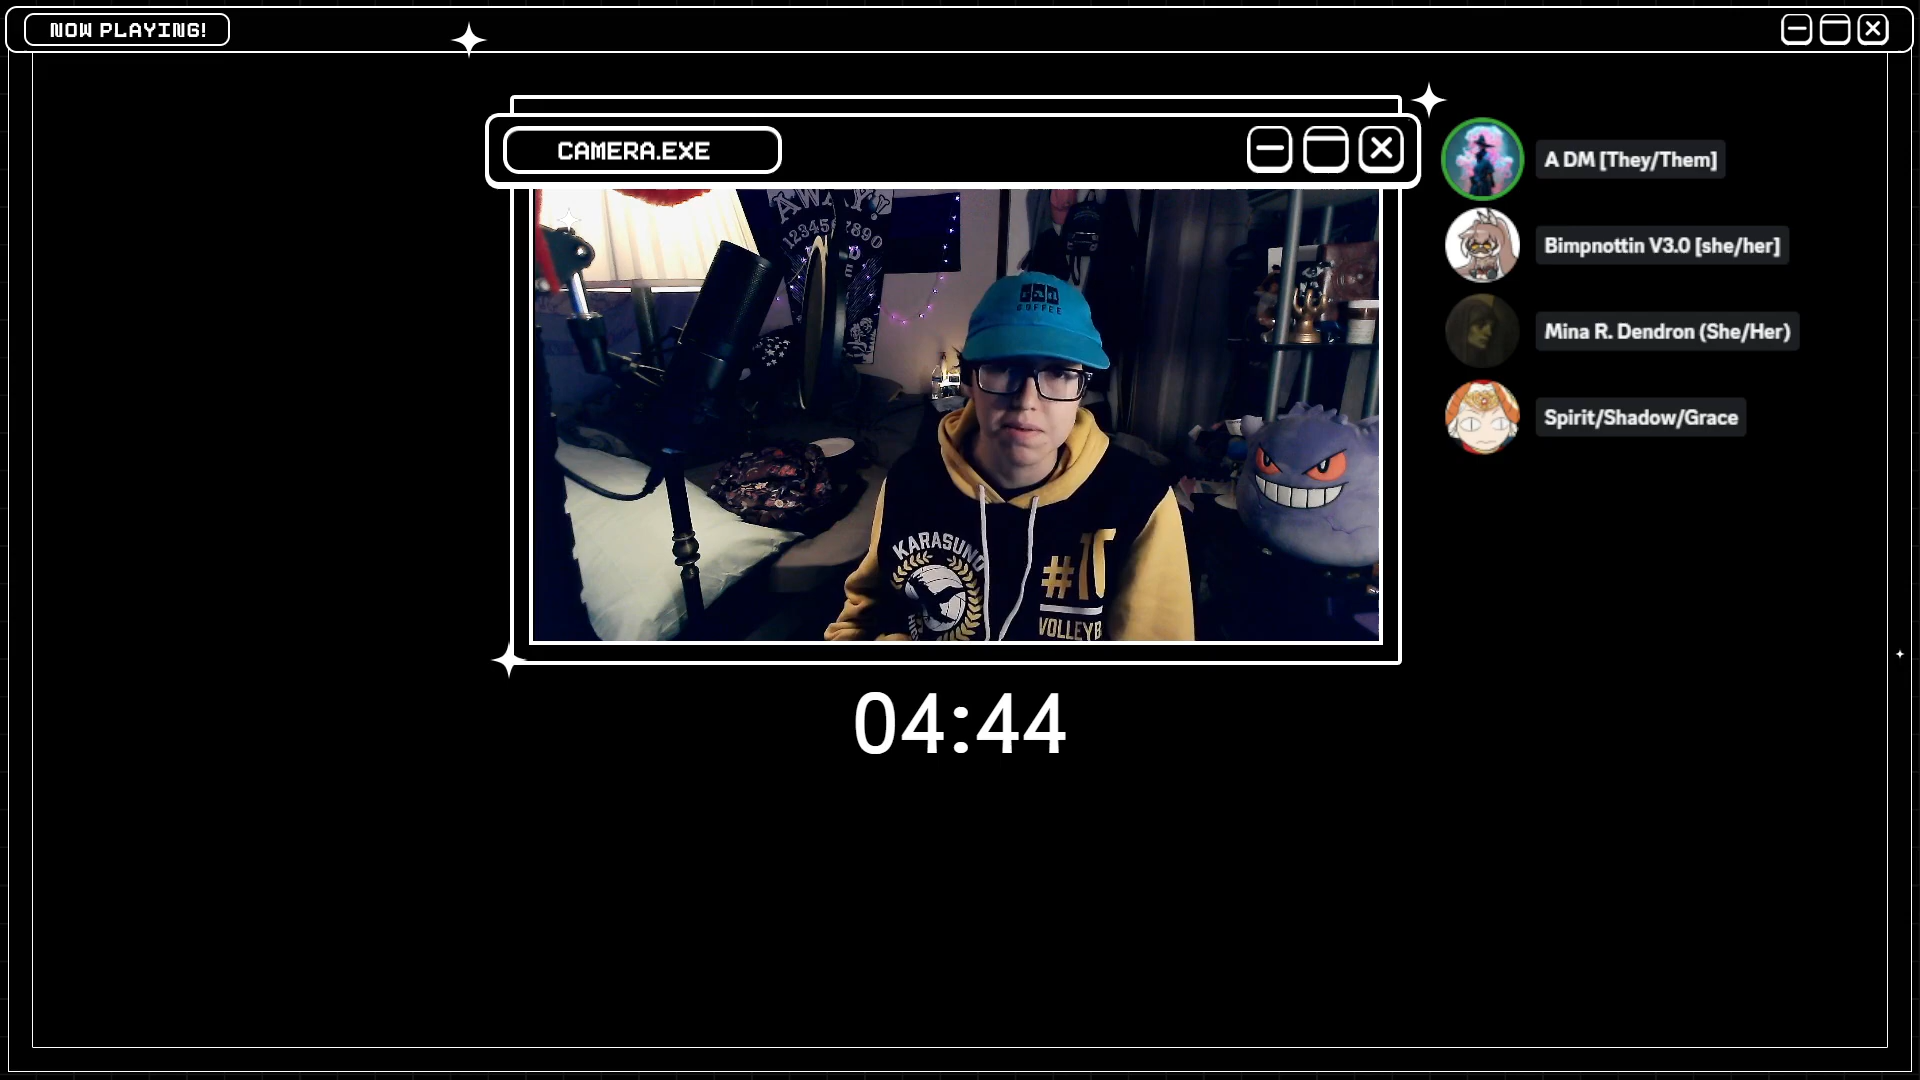 NOW PLAYING!
CAMERA.EXE
A DM [They/Them]
Bimpnottin V3.0 [she/her]
Mina R. Dendron (She/Her)
Spirit/Shadow/Grace
COFFEE
KARASUNO
VOLLEYB
04:44